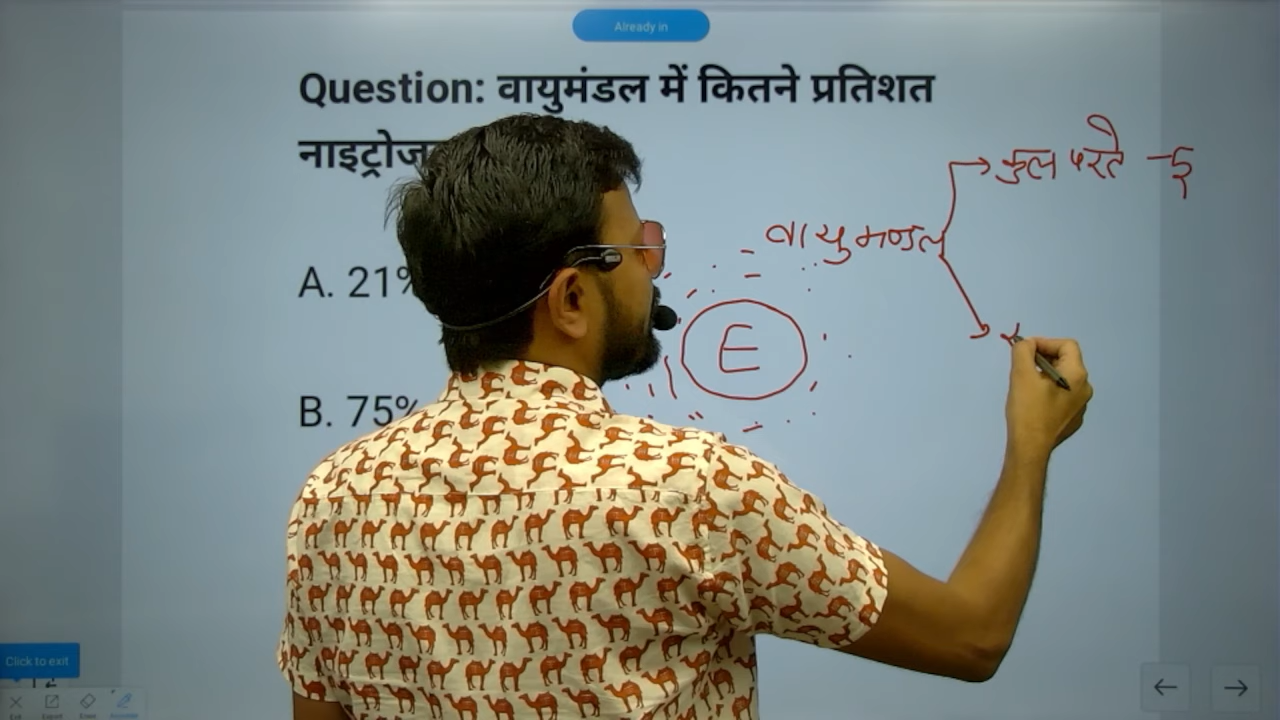 Already in
Question: वायुमंडल में कितने प्रतिशत
नाइट्रोज
A. 21%
B. 75%
वायुमण्डल
कुल परते - 5
E
Click to exit